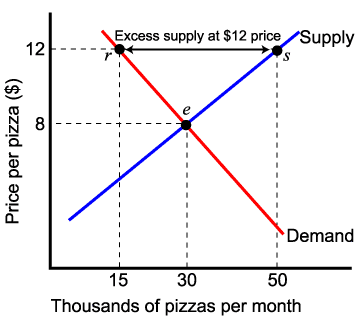 Excess supply at $12 price
Supply
12
r
s
Price per pizza ($)
e
8
Demand
15
30
50
Thousands of pizzas per month